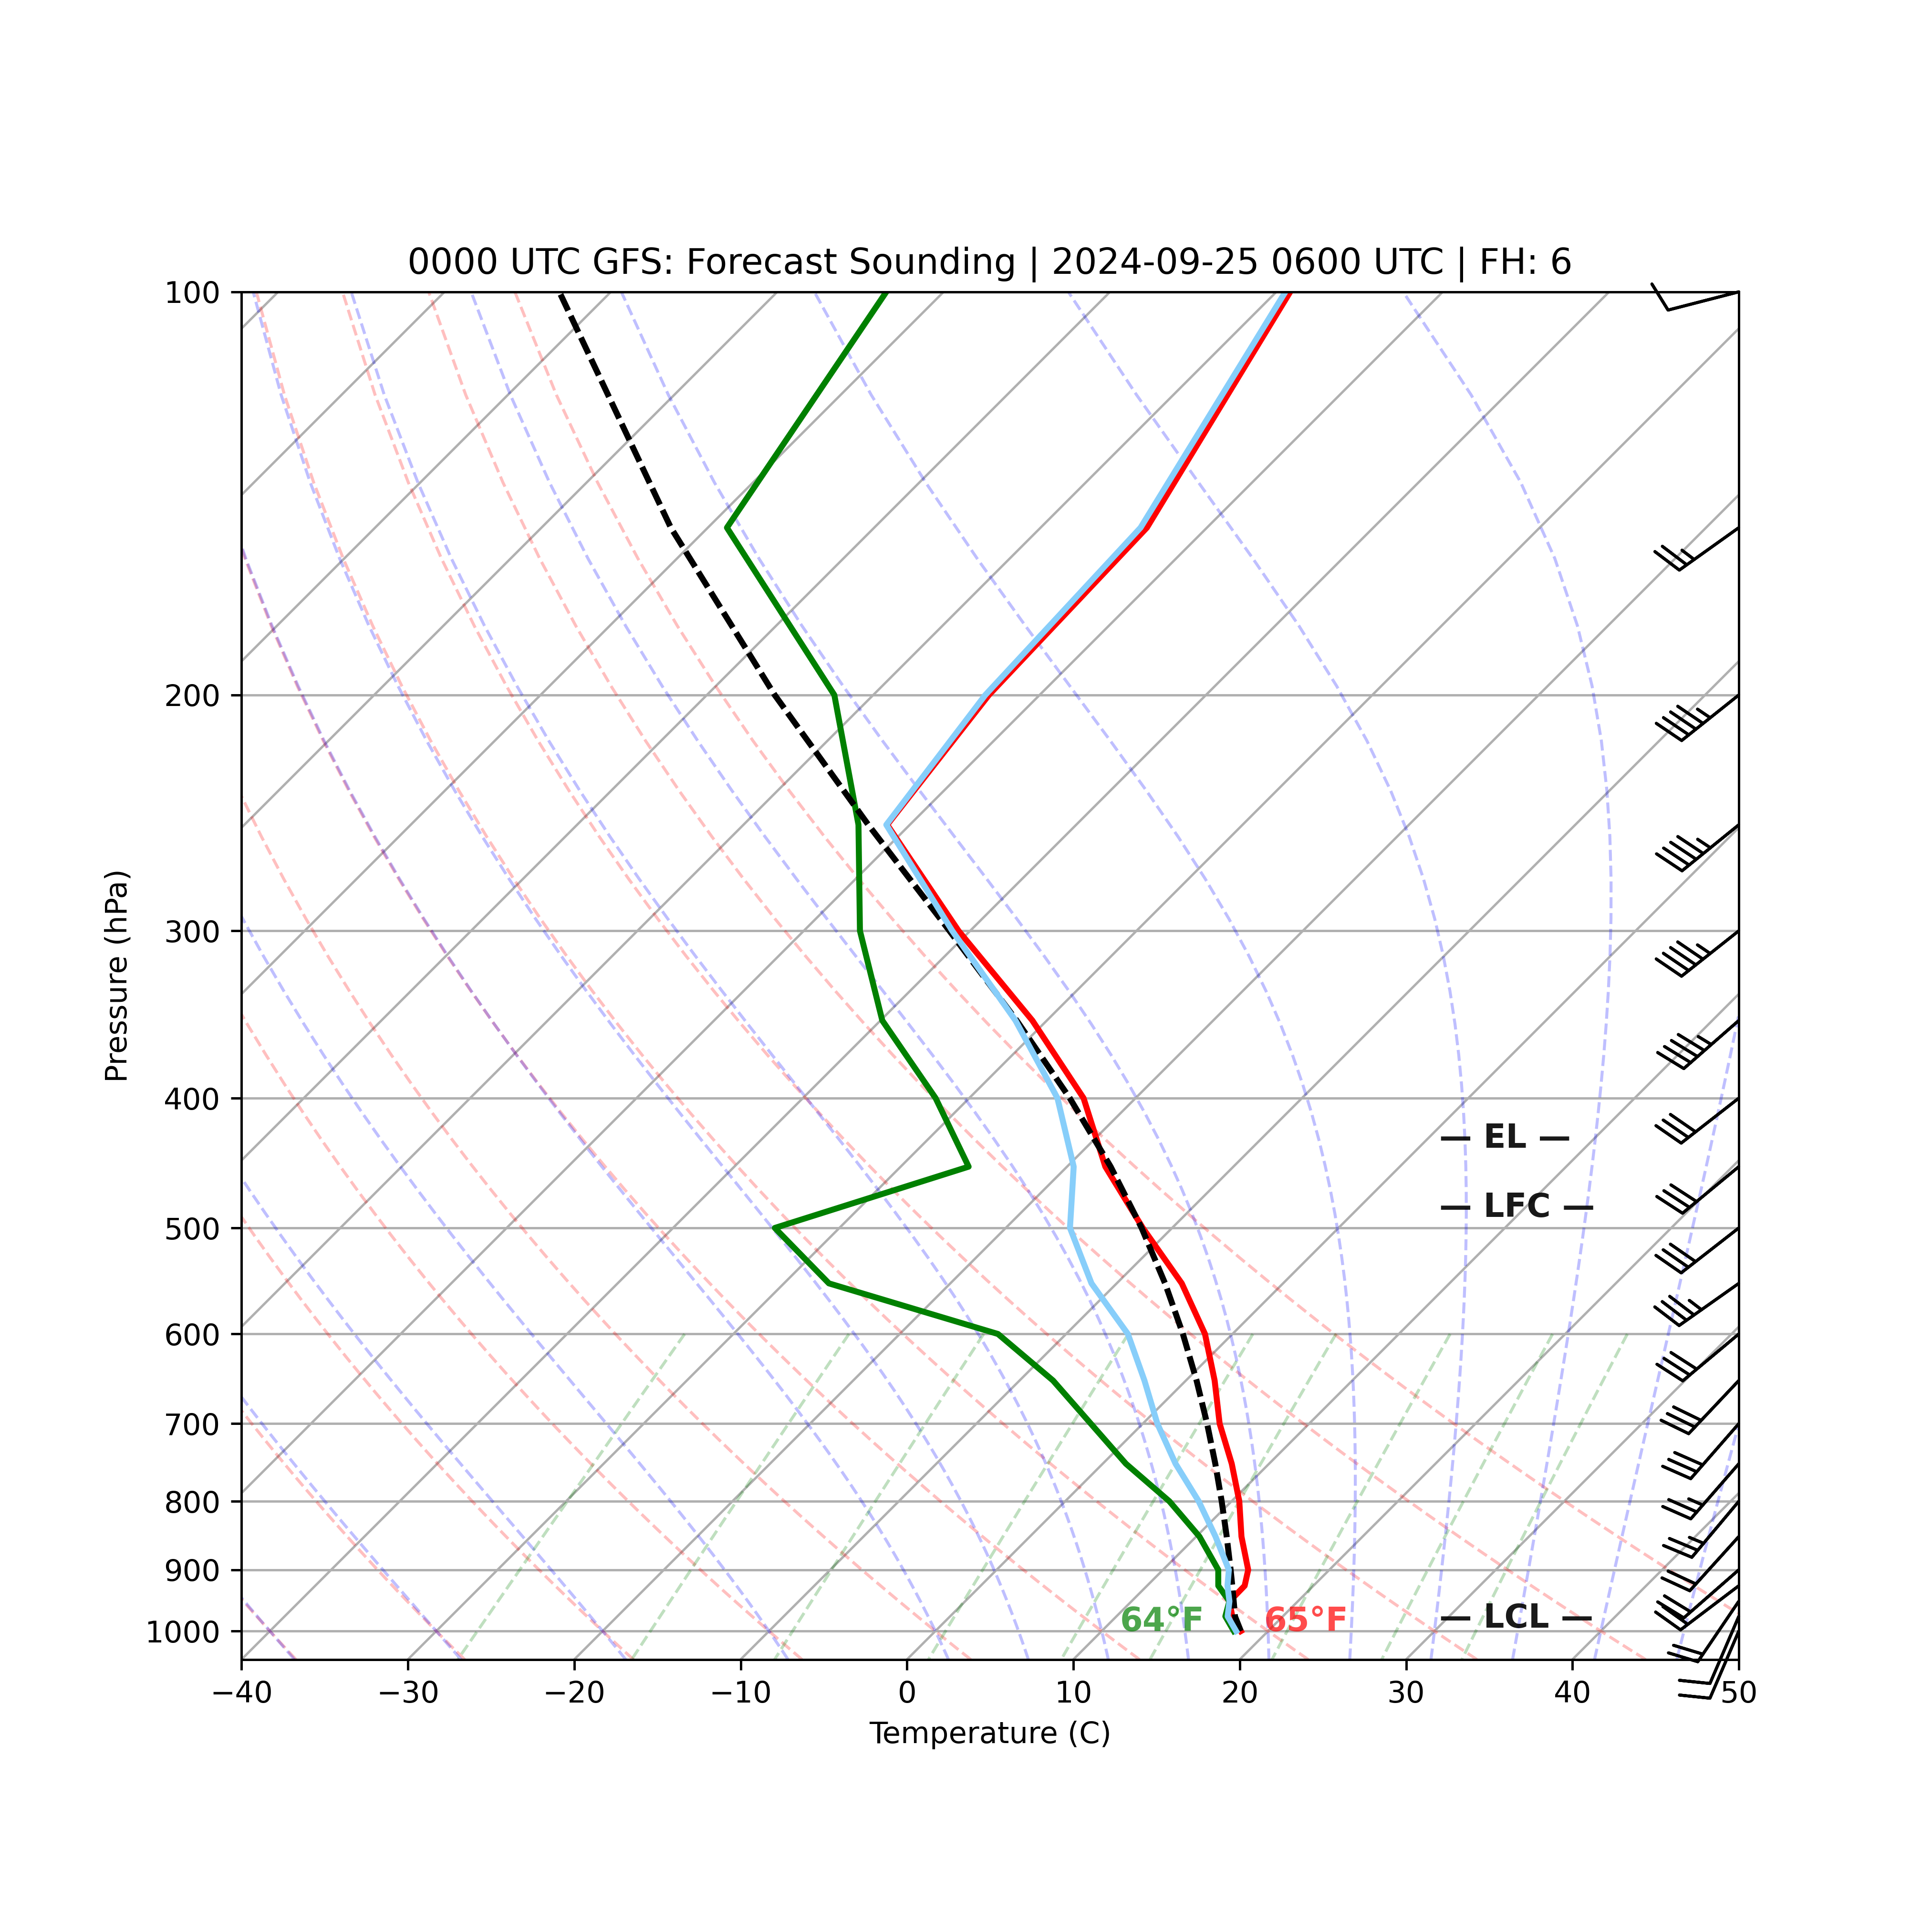 0000 UTC GFS: Forecast Sounding | 2024-09-25 0600 UTC | FH: 6
100
200
300
400
500
600
700
800
900
1000
Pressure (hPa)
— EL —
— LFC —
— LCL —
64°F
65°F
−40 −30 −20 −10 0 10 20 30 40 50
Temperature (C)